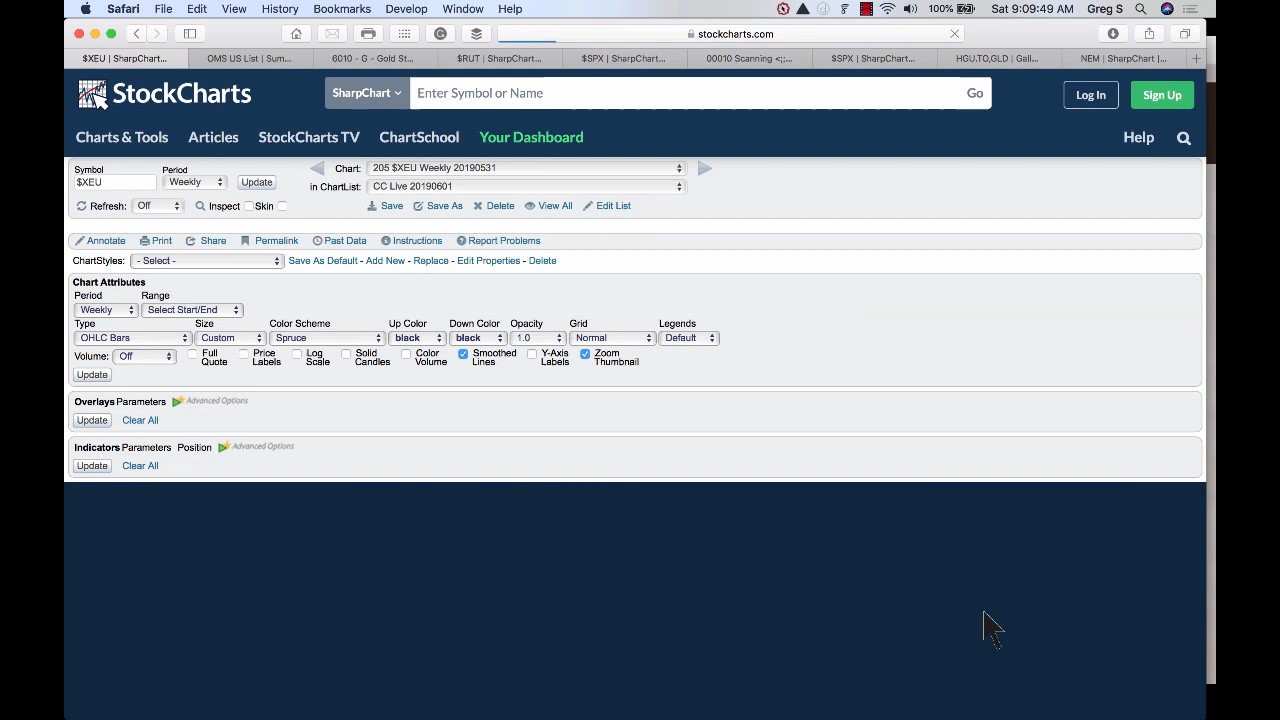 Safari File Edit View History Bookmarks Develop Window Help 100% Sat 9:09:49 AM Greg S
stockcharts.com
$XEU | SharpChart... OMS US List | Sum... 6010 - G - Gold St... $RUT | SharpChart... $SPX | SharpChart... 00010 Scanning <;;... $SPX | SharpChart... HGU.TO,GLD | Gall... NEM | SharpChart |...
StockCharts SharpChart Enter Symbol or Name Go Log In Sign Up
Charts & Tools Articles StockCharts TV ChartSchool Your Dashboard Help
Symbol Period Chart: 205 $XEU Weekly 20190531
$XEU Weekly Update in ChartList: CC Live 20190601
Refresh: Off Inspect Skin Save Save As Delete View All Edit List
Annotate Print Share Permalink Past Data Instructions Report Problems
ChartStyles: - Select - Save As Default - Add New - Replace - Edit Properties - Delete
Chart Attributes
Period Range
Weekly Select Start/End
Type Size Color Scheme Up Color Down Color Opacity Grid Legends
OHLC Bars Custom Spruce black black 1.0 Normal Default
Volume: Off Full Quote Price Labels Log Scale Solid Candles Color Volume Smoothed Lines Y-Axis Labels Zoom Thumbnail
Update
Overlays Parameters Advanced Options
Update Clear All
Indicators Parameters Position Advanced Options
Update Clear All